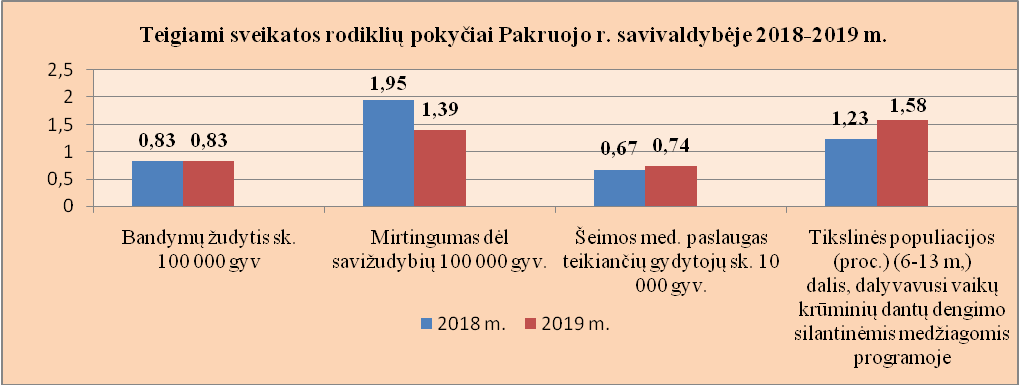 Teigiami sveikatos rodiklių pokyčiai Pakruojo r. savivaldybėje 2018-2019 m.
2,5
2
1,5
1
0,5
0
0,83 0,83
1,95 1,39
0,67 0,74
1,23 1,58
Bandymų žudytis sk.
100 000 gyv
Mirtingumas dėl
savižudybių 100 000 gyv.
Šeimos med. paslaugas
teikiančių gydytojų sk. 10
000 gyv.
Tikslinės populiacijos
(proc.) (6-13 m,)
dalis, dalyvavusi vaikų
krūminių dantų dengimo
silantinėmis medžiagomis
programoje
2018 m. 2019 m.